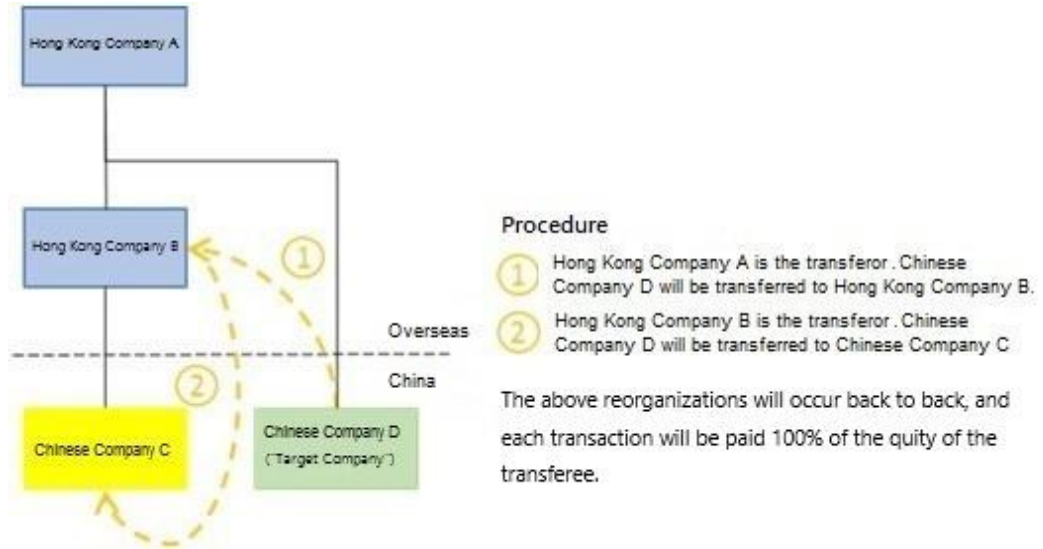 Hong Kong Company A
Hong Kong Company B
1
2
Overseas
China
Chinese Company C
Chinese Company D
("Target Company")
Procedure
1 Hong Kong Company A is the transferor. Chinese
Company D will be transferred to Hong Kong Company B.
2 Hong Kong Company B is the transferor. Chinese
Company D will be transferred to Chinese Company C
The above reorganizations will occur back to back, and
each transaction will be paid 100% of the quity of the
transferee.